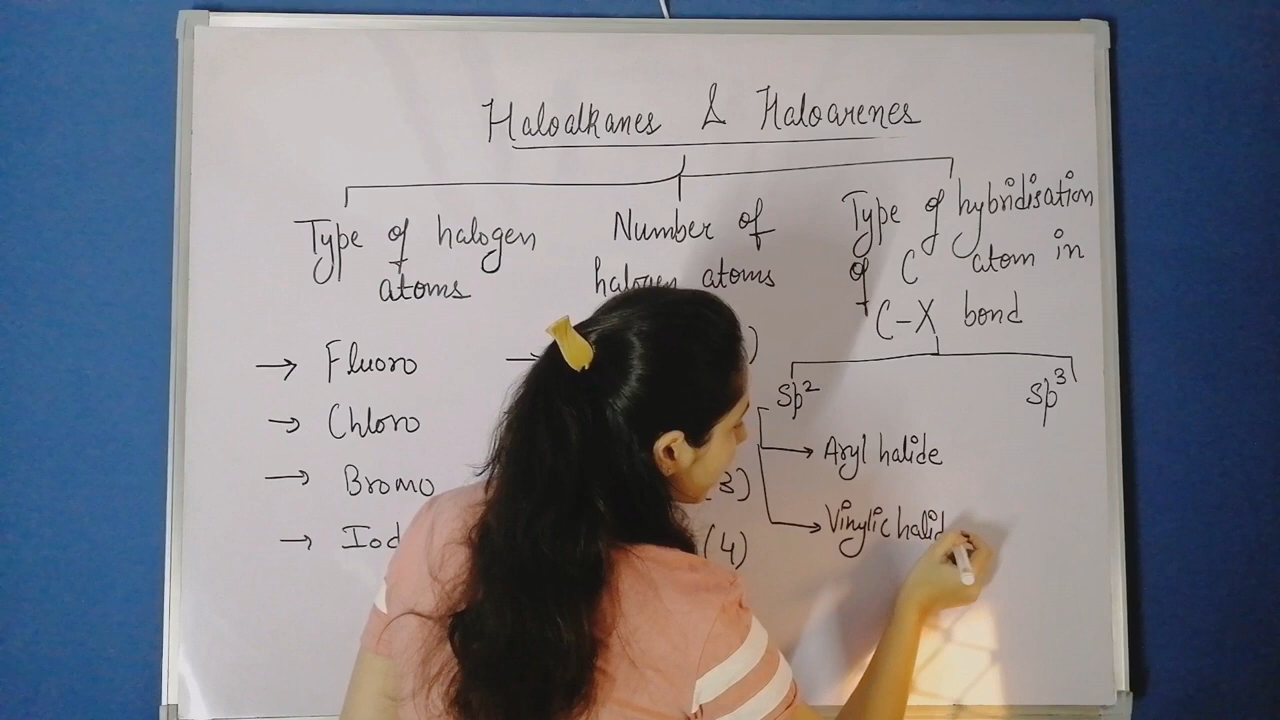 Haloalkanes & Haloarenes
Type of halogen
atoms
→ Fluoro
→ Chloro
→ Bromo
→ Iod
Number of
halogen atoms
→
)
3)
(4)
Type of hybridisation
of C atom in
C-X bond
Sp²
→ Aryl halide
→ Vinylic halid
Sp³